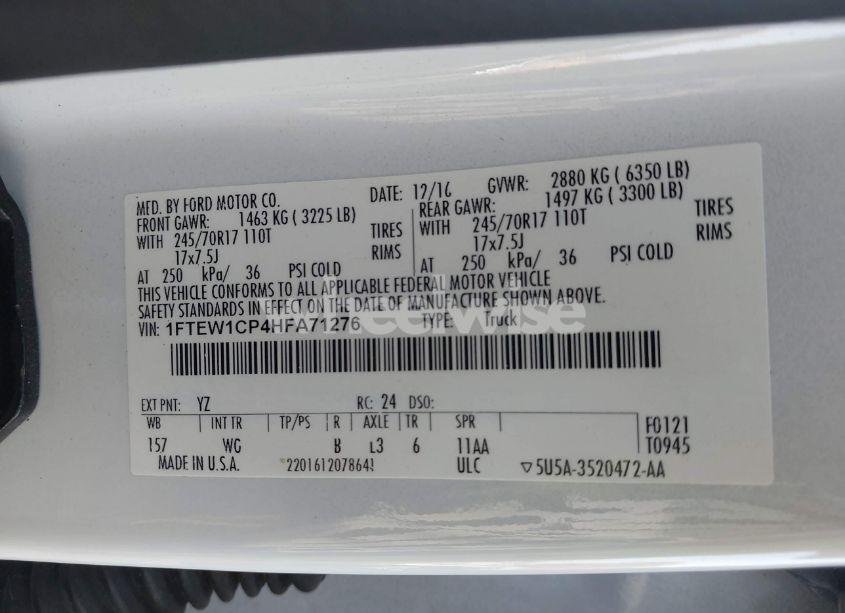 MFD. BY FORD MOTOR CO. DATE: 12/16 GVWR: 2880 KG ( 6350 LB)
FRONT GAWR: 1463 KG ( 3225 LB) REAR GAWR: 1497 KG ( 3300 LB)
WITH 245/70R17 110T TIRES WITH 245/70R17 110T TIRES
17x7.5J RIMS 17x7.5J RIMS
AT 250 kPa/ 36 PSI COLD AT 250 kPa/ 36 PSI COLD
THIS VEHICLE CONFORMS TO ALL APPLICABLE FEDERAL MOTOR VEHICLE
SAFETY STANDARDS IN EFFECT ON THE DATE OF MANUFACTURE SHOWN ABOVE.
VIN: 1FTEW1CP4HFA71276 TYPE: Truck
wheelwise
EXT PNT: YZ RC: 24 DSO:
WB INT TR TP/PS R AXLE TR SPR F0121
157 WG B L3 6 11AA T0945
MADE IN U.S.A. ULC ▽5U5A-3520472-AA